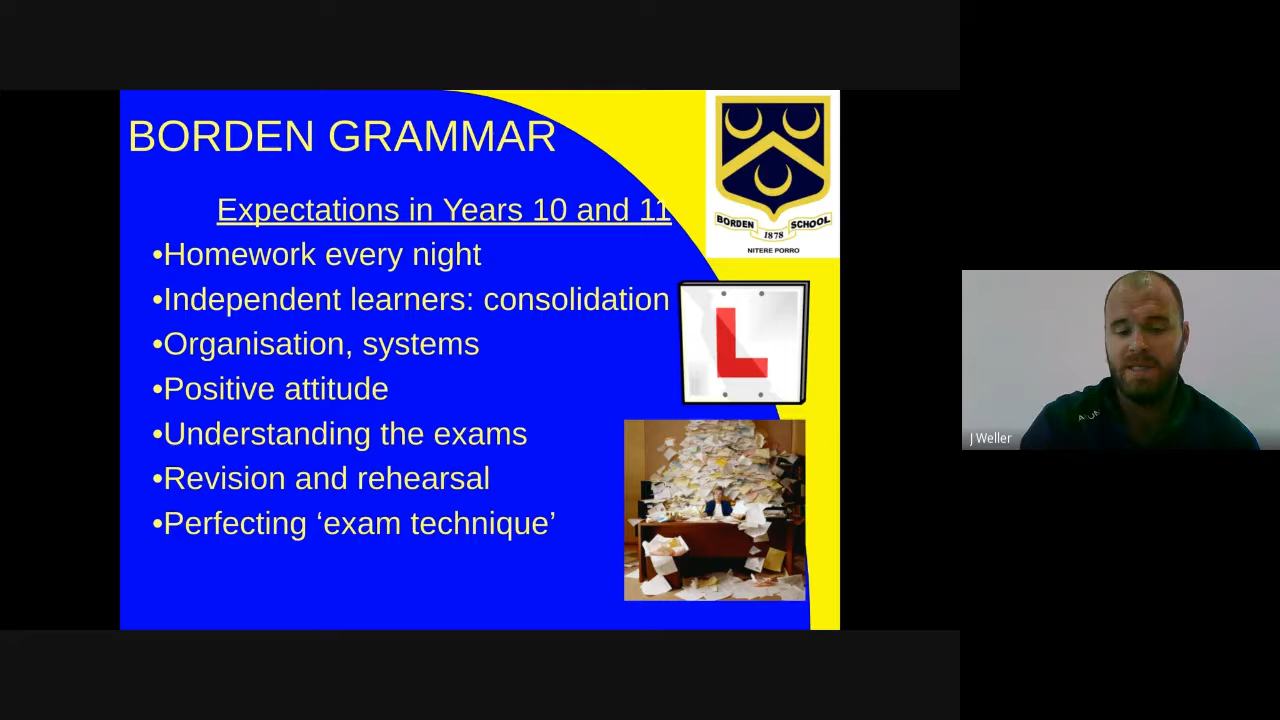 BORDEN GRAMMAR
Expectations in Years 10 and 11
•Homework every night
•Independent learners: consolidation
•Organisation, systems
•Positive attitude
•Understanding the exams
•Revision and rehearsal
•Perfecting ‘exam technique’
BORDEN SCHOOL
1878
NITERE PORRO
L
J Weller